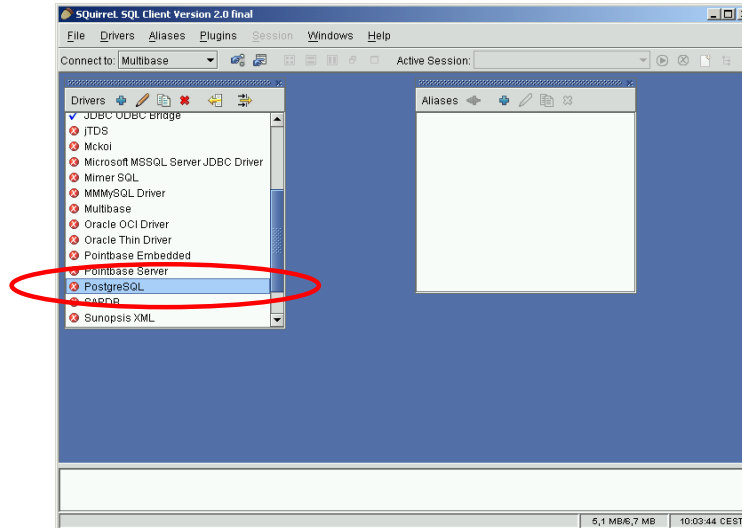 SQuirreL SQL Client Version 2.0 final
File Drivers Aliases Plugins Session Windows Help
Connect to: Multibase Active Session:
Drivers
JDBC ODBC Bridge
jTDS
Mckoi
Microsoft MSSQL Server JDBC Driver
Mimer SQL
MMMySQL Driver
Multibase
Oracle OCI Driver
Oracle Thin Driver
Pointbase Embedded
Pointbase Server
PostgreSQL
SAPDB
Sunopsis XML
Aliases
5,1 MB/6,7 MB 10:03:44 CEST